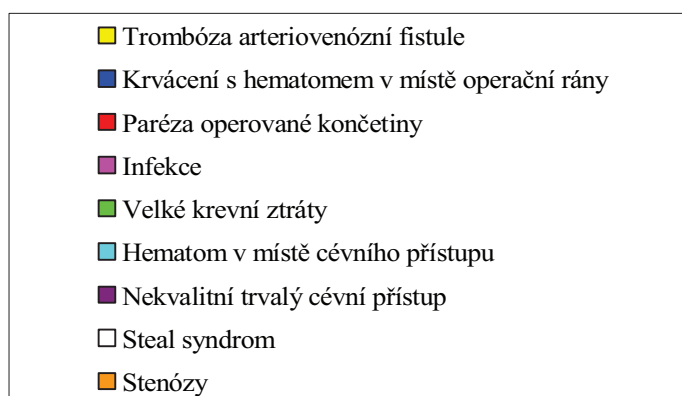 Trombóza arteriovenózní fistule
Krvácení s hematomem v místě operační rány
Paréza operované končetiny
Infekce
Velké krevní ztráty
Hematom v místě cévního přístupu
Nekvalitní trvalý cévní přístup
Steal syndrom
Stenózy